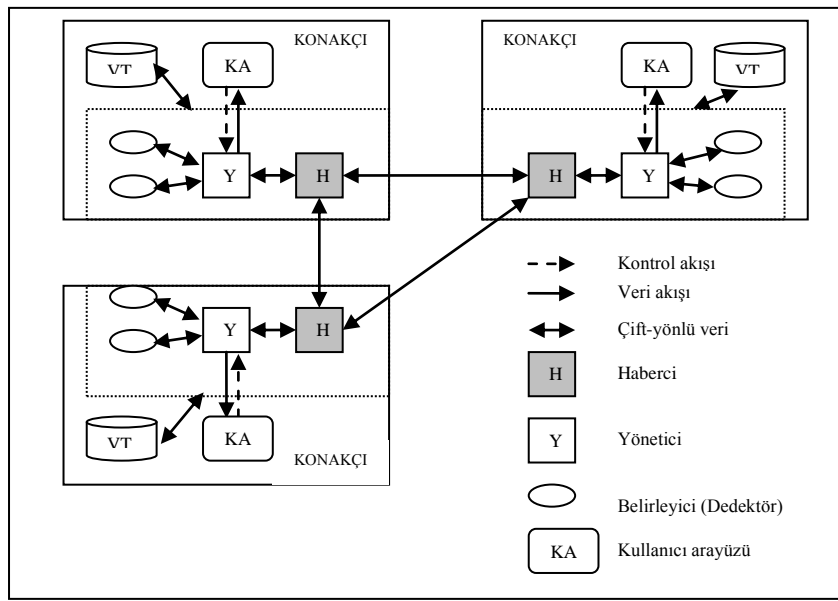 KONAKÇI
VT
KA
Y
H
KONAKÇI
KA
VT
H
Y
Y
H
VT
KA
KONAKÇI
Kontrol akışı
Veri akışı
Çift-yönlü veri
H Haberci
Y Yönetici
Belirleyici (Dedektör)
KA Kullanıcı arayüzü